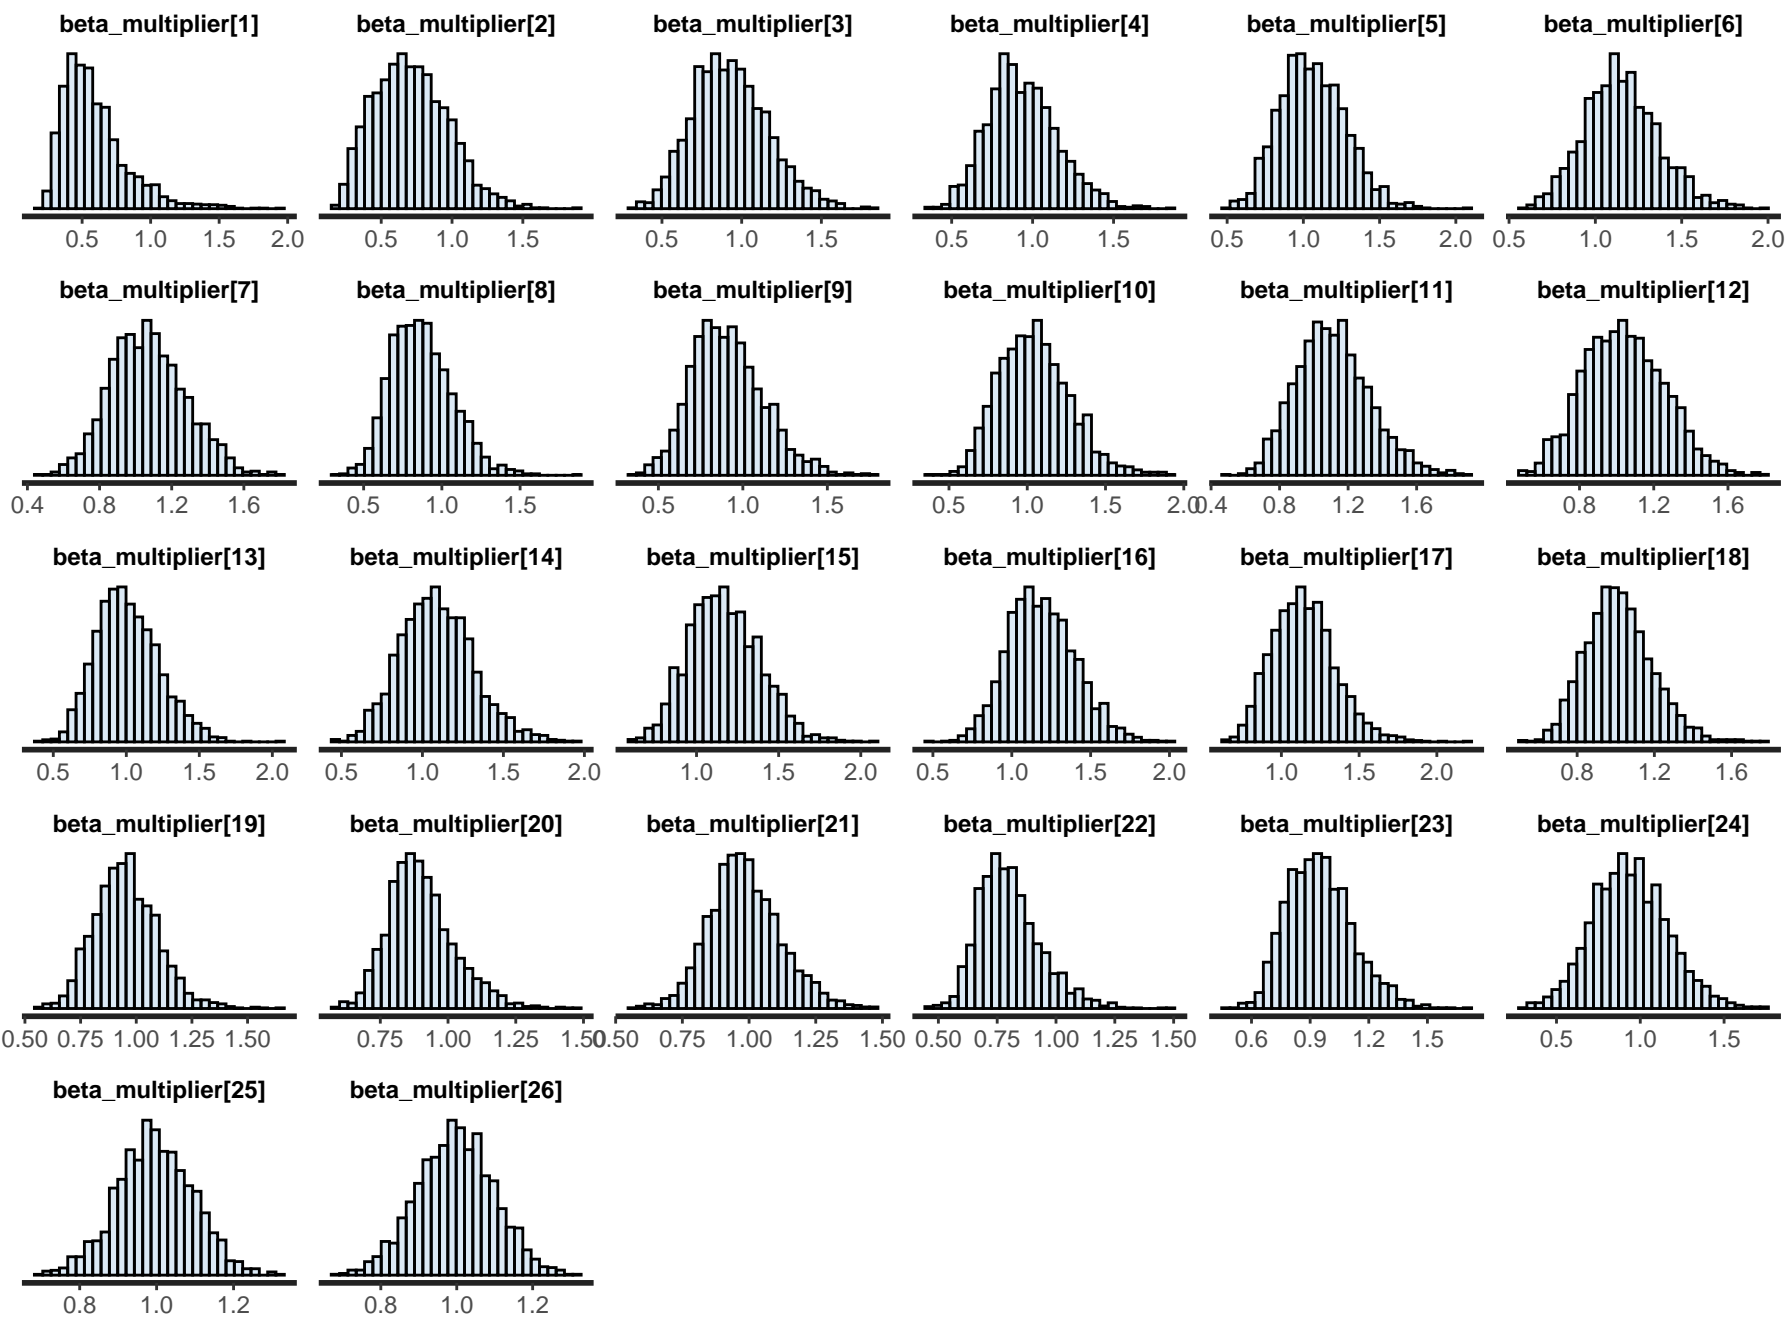 beta_multiplier[1] beta_multiplier[2] beta_multiplier[3] beta_multiplier[4] beta_multiplier[5] beta_multiplier[6]
0.5 1.0 1.5 2.0 0.5 1.0 1.5 0.5 1.0 1.5 0.5 1.0 1.5 0.5 1.0 1.5 2.0 0.5 1.0 1.5 2.0
beta_multiplier[7] beta_multiplier[8] beta_multiplier[9] beta_multiplier[10] beta_multiplier[11] beta_multiplier[12]
0.4 0.8 1.2 1.6 0.5 1.0 1.5 0.5 1.0 1.5 0.5 1.0 1.5 2.0 0.4 0.8 1.2 1.6 0.8 1.2 1.6
beta_multiplier[13] beta_multiplier[14] beta_multiplier[15] beta_multiplier[16] beta_multiplier[17] beta_multiplier[18]
0.5 1.0 1.5 2.0 0.5 1.0 1.5 2.0 1.0 1.5 2.0 0.5 1.0 1.5 2.0 1.0 1.5 2.0 0.8 1.2 1.6
beta_multiplier[19] beta_multiplier[20] beta_multiplier[21] beta_multiplier[22] beta_multiplier[23] beta_multiplier[24]
0.50 0.75 1.00 1.25 1.50 0.75 1.00 1.25 1.50 0.50 0.75 1.00 1.25 1.50 0.50 0.75 1.00 1.25 1.50 0.6 0.9 1.2 1.5 0.5 1.0 1.5
beta_multiplier[25] beta_multiplier[26]
0.8 1.0 1.2 0.8 1.0 1.2